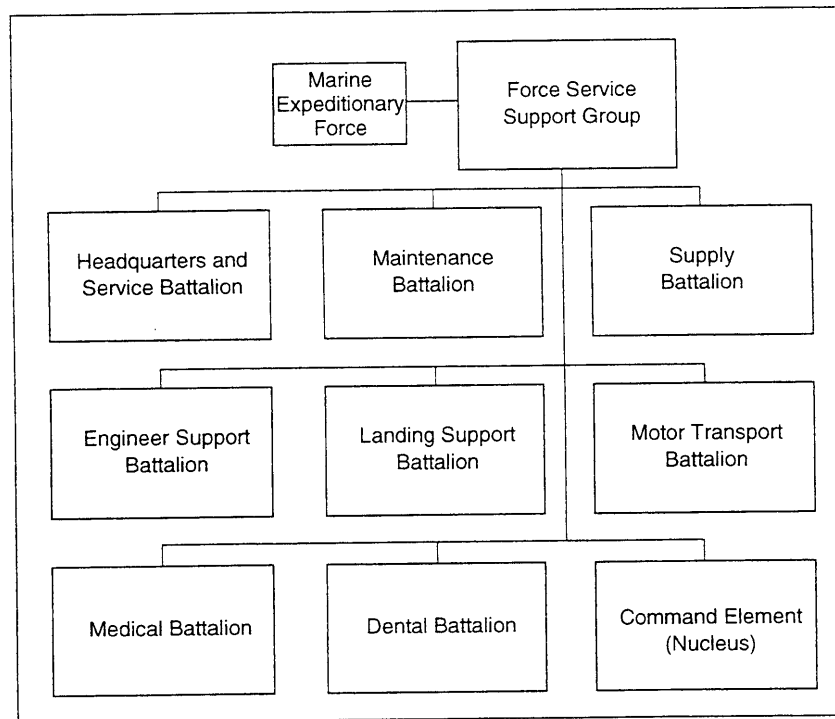 Marine
Expeditionary
Force
Force Service
Support Group
Headquarters and
Service Battalion
Maintenance
Battalion
Supply
Battalion
Engineer Support
Battalion
Landing Support
Battalion
Motor Transport
Battalion
Medical Battalion
Dental Battalion
Command Element
(Nucleus)